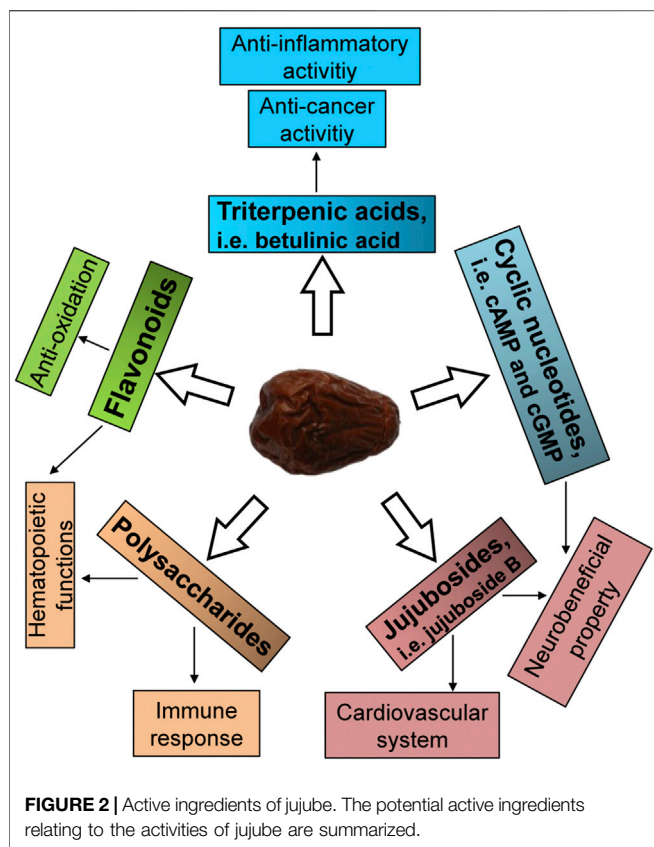 Anti-inflammatory
activitiy
Anti-cancer
activitiy
Triterpenic acids,
i.e. betulinic acid
Cyclic nucleotides,
i.e. cAMP and cGMP
Flavonoids
Anti-oxidation
Hematopoietic
functions
Polysaccharides
Immune
response
Jujubosides,
i.e. jujuboside B
Cardiovascular
system
Neurobeneficial
property
FIGURE 2 | Active ingredients of jujube. The potential active ingredients
relating to the activities of jujube are summarized.